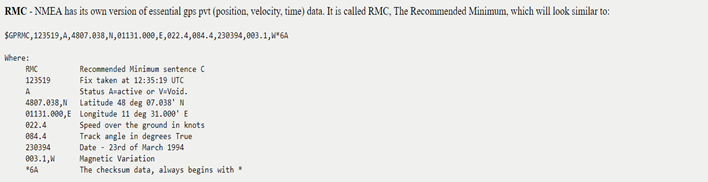 RMC - NMEA has its own version of essential gps pvt (position, velocity, time) data. It is called RMC, The Recommended Minimum, which will look similar to:
$GPRMC,123519,A,4807.038,N,01131.000,E,022.4,084.4,230394,003.1,W*6A
Where:
RMC Recommended Minimum sentence C
123519 Fix taken at 12:35:19 UTC
A Status A=active or V=Void.
4807.038,N Latitude 48 deg 07.038' N
01131.000,E Longitude 11 deg 31.000' E
022.4 Speed over the ground in knots
084.4 Track angle in degrees True
230394 Date - 23rd of March 1994
003.1,W Magnetic Variation
*6A The checksum data, always begins with *